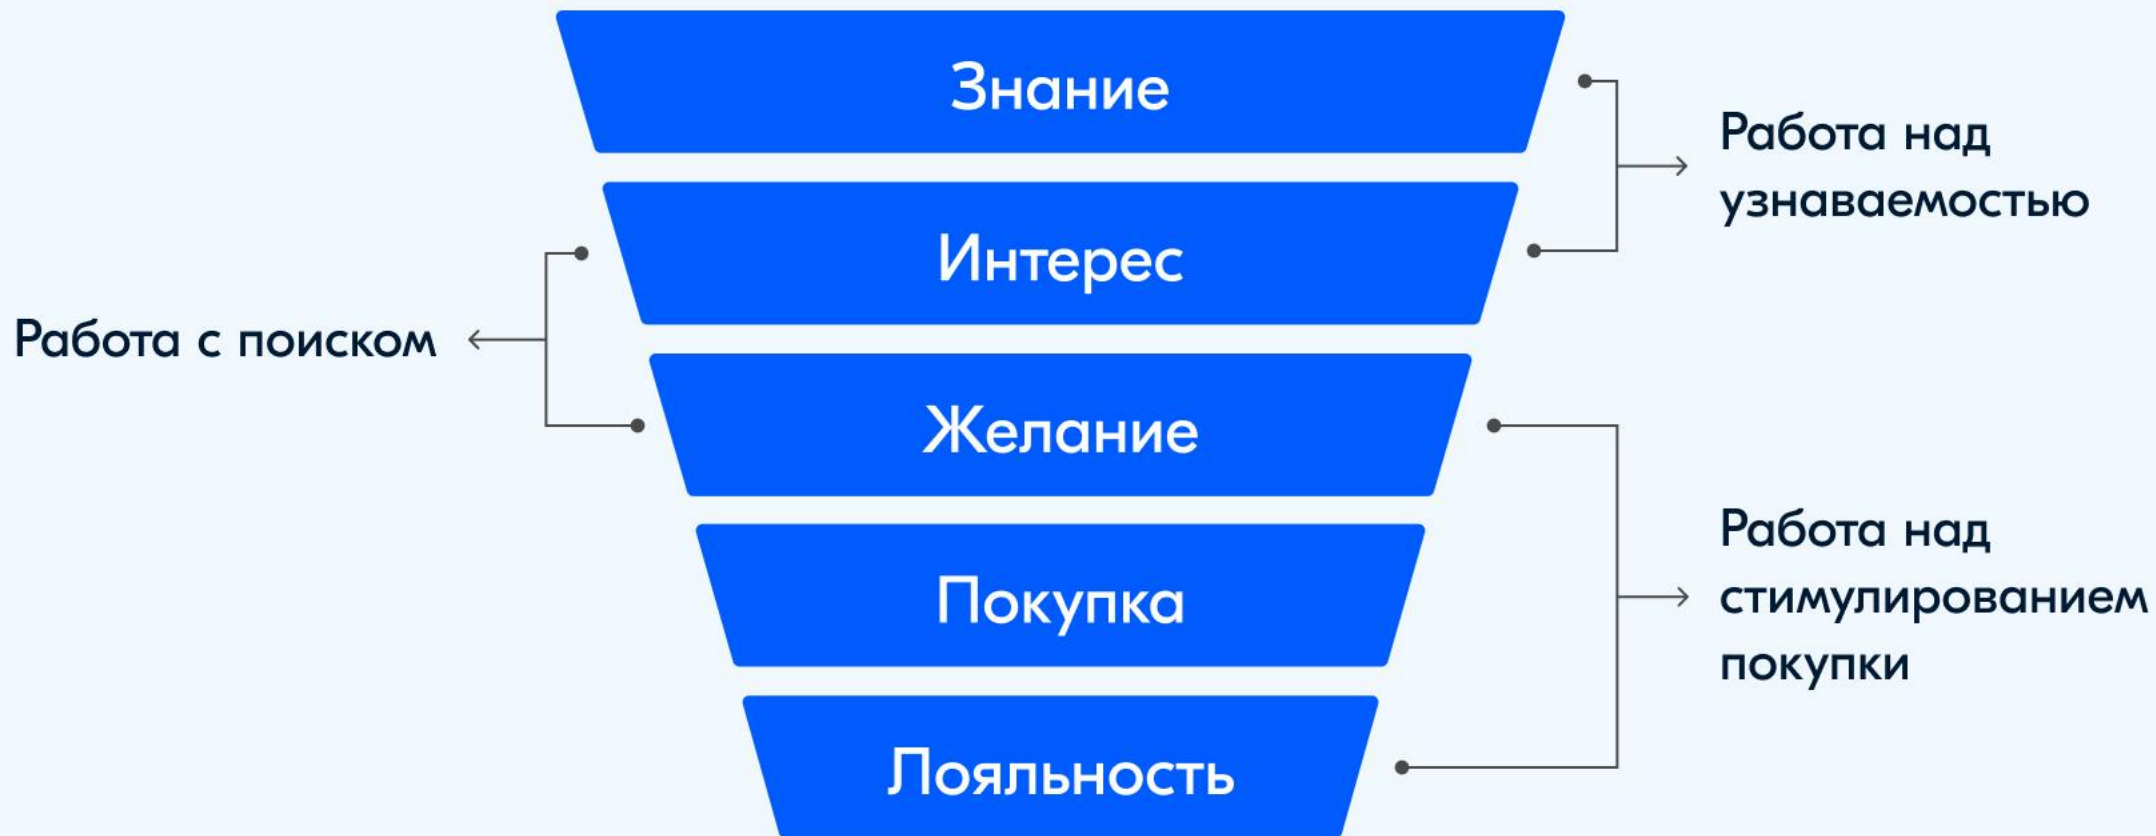 Знание
Работа над
узнаваемостью
Интерес
Работа с поиском
Желание
Покупка
Работа над
стимулированием
покупки
Лояльность